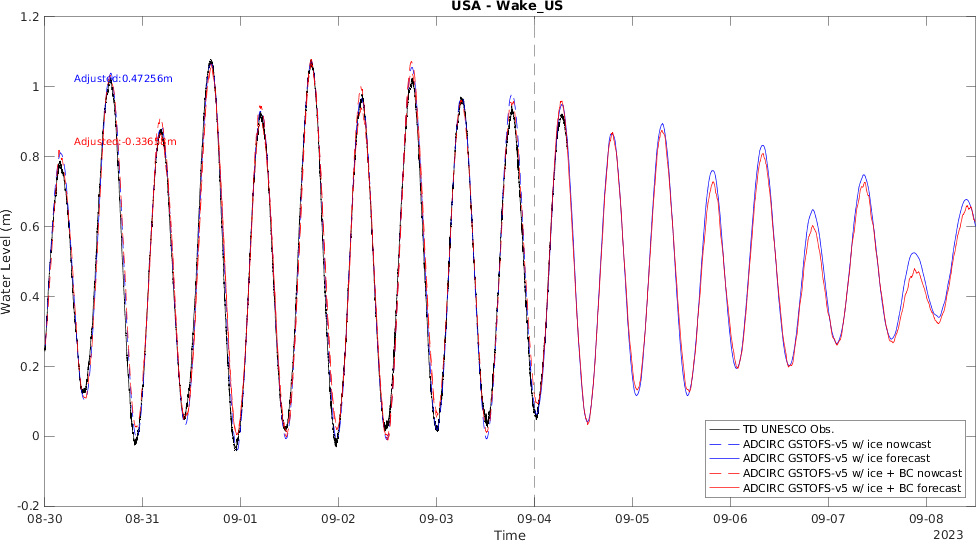 USA - Wake_US
1.2
1
0.8
0.6
0.4
0.2
0
-0.2
Water Level (m)
Adjusted:0.47256m
TD UNESCO Obs.
ADCIRC GSTOFS-v5 w/ ice nowcast
ADCIRC GSTOFS-v5 w/ ice forecast
ADCIRC GSTOFS-v5 w/ ice + BC nowcast
ADCIRC GSTOFS-v5 w/ ice + BC forecast
08-30 08-31 09-01 09-02 09-03 09-04 09-05 09-06 09-07 09-08
Time
2023